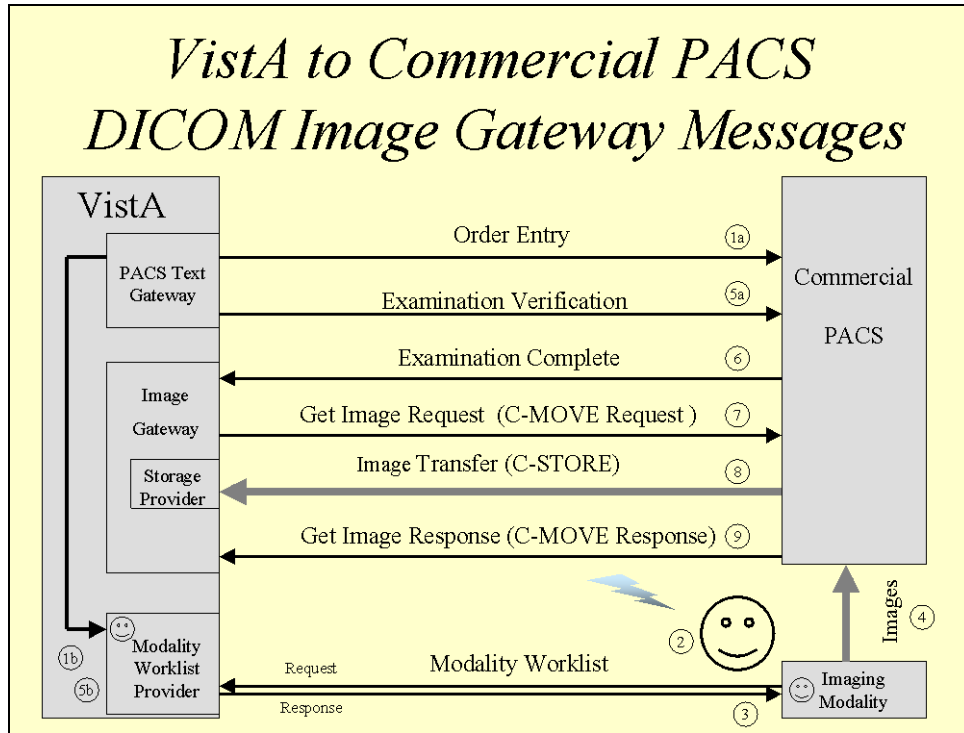 VistA to Commercial PACS
DICOM Image Gateway Messages
VistA
PACS Text
Gateway
Order Entry
1a
Examination Verification
5a
Commercial
PACS
Examination Complete
6
Image
Gateway
Get Image Request (C-MOVE Request )
7
Image Transfer (C-STORE)
8
Storage
Provider
Get Image Response (C-MOVE Response)
9
Images
4
2
1b
5b
Modality
Worklist
Provider
Request
Modality Worklist
Response
3
Imaging
Modality